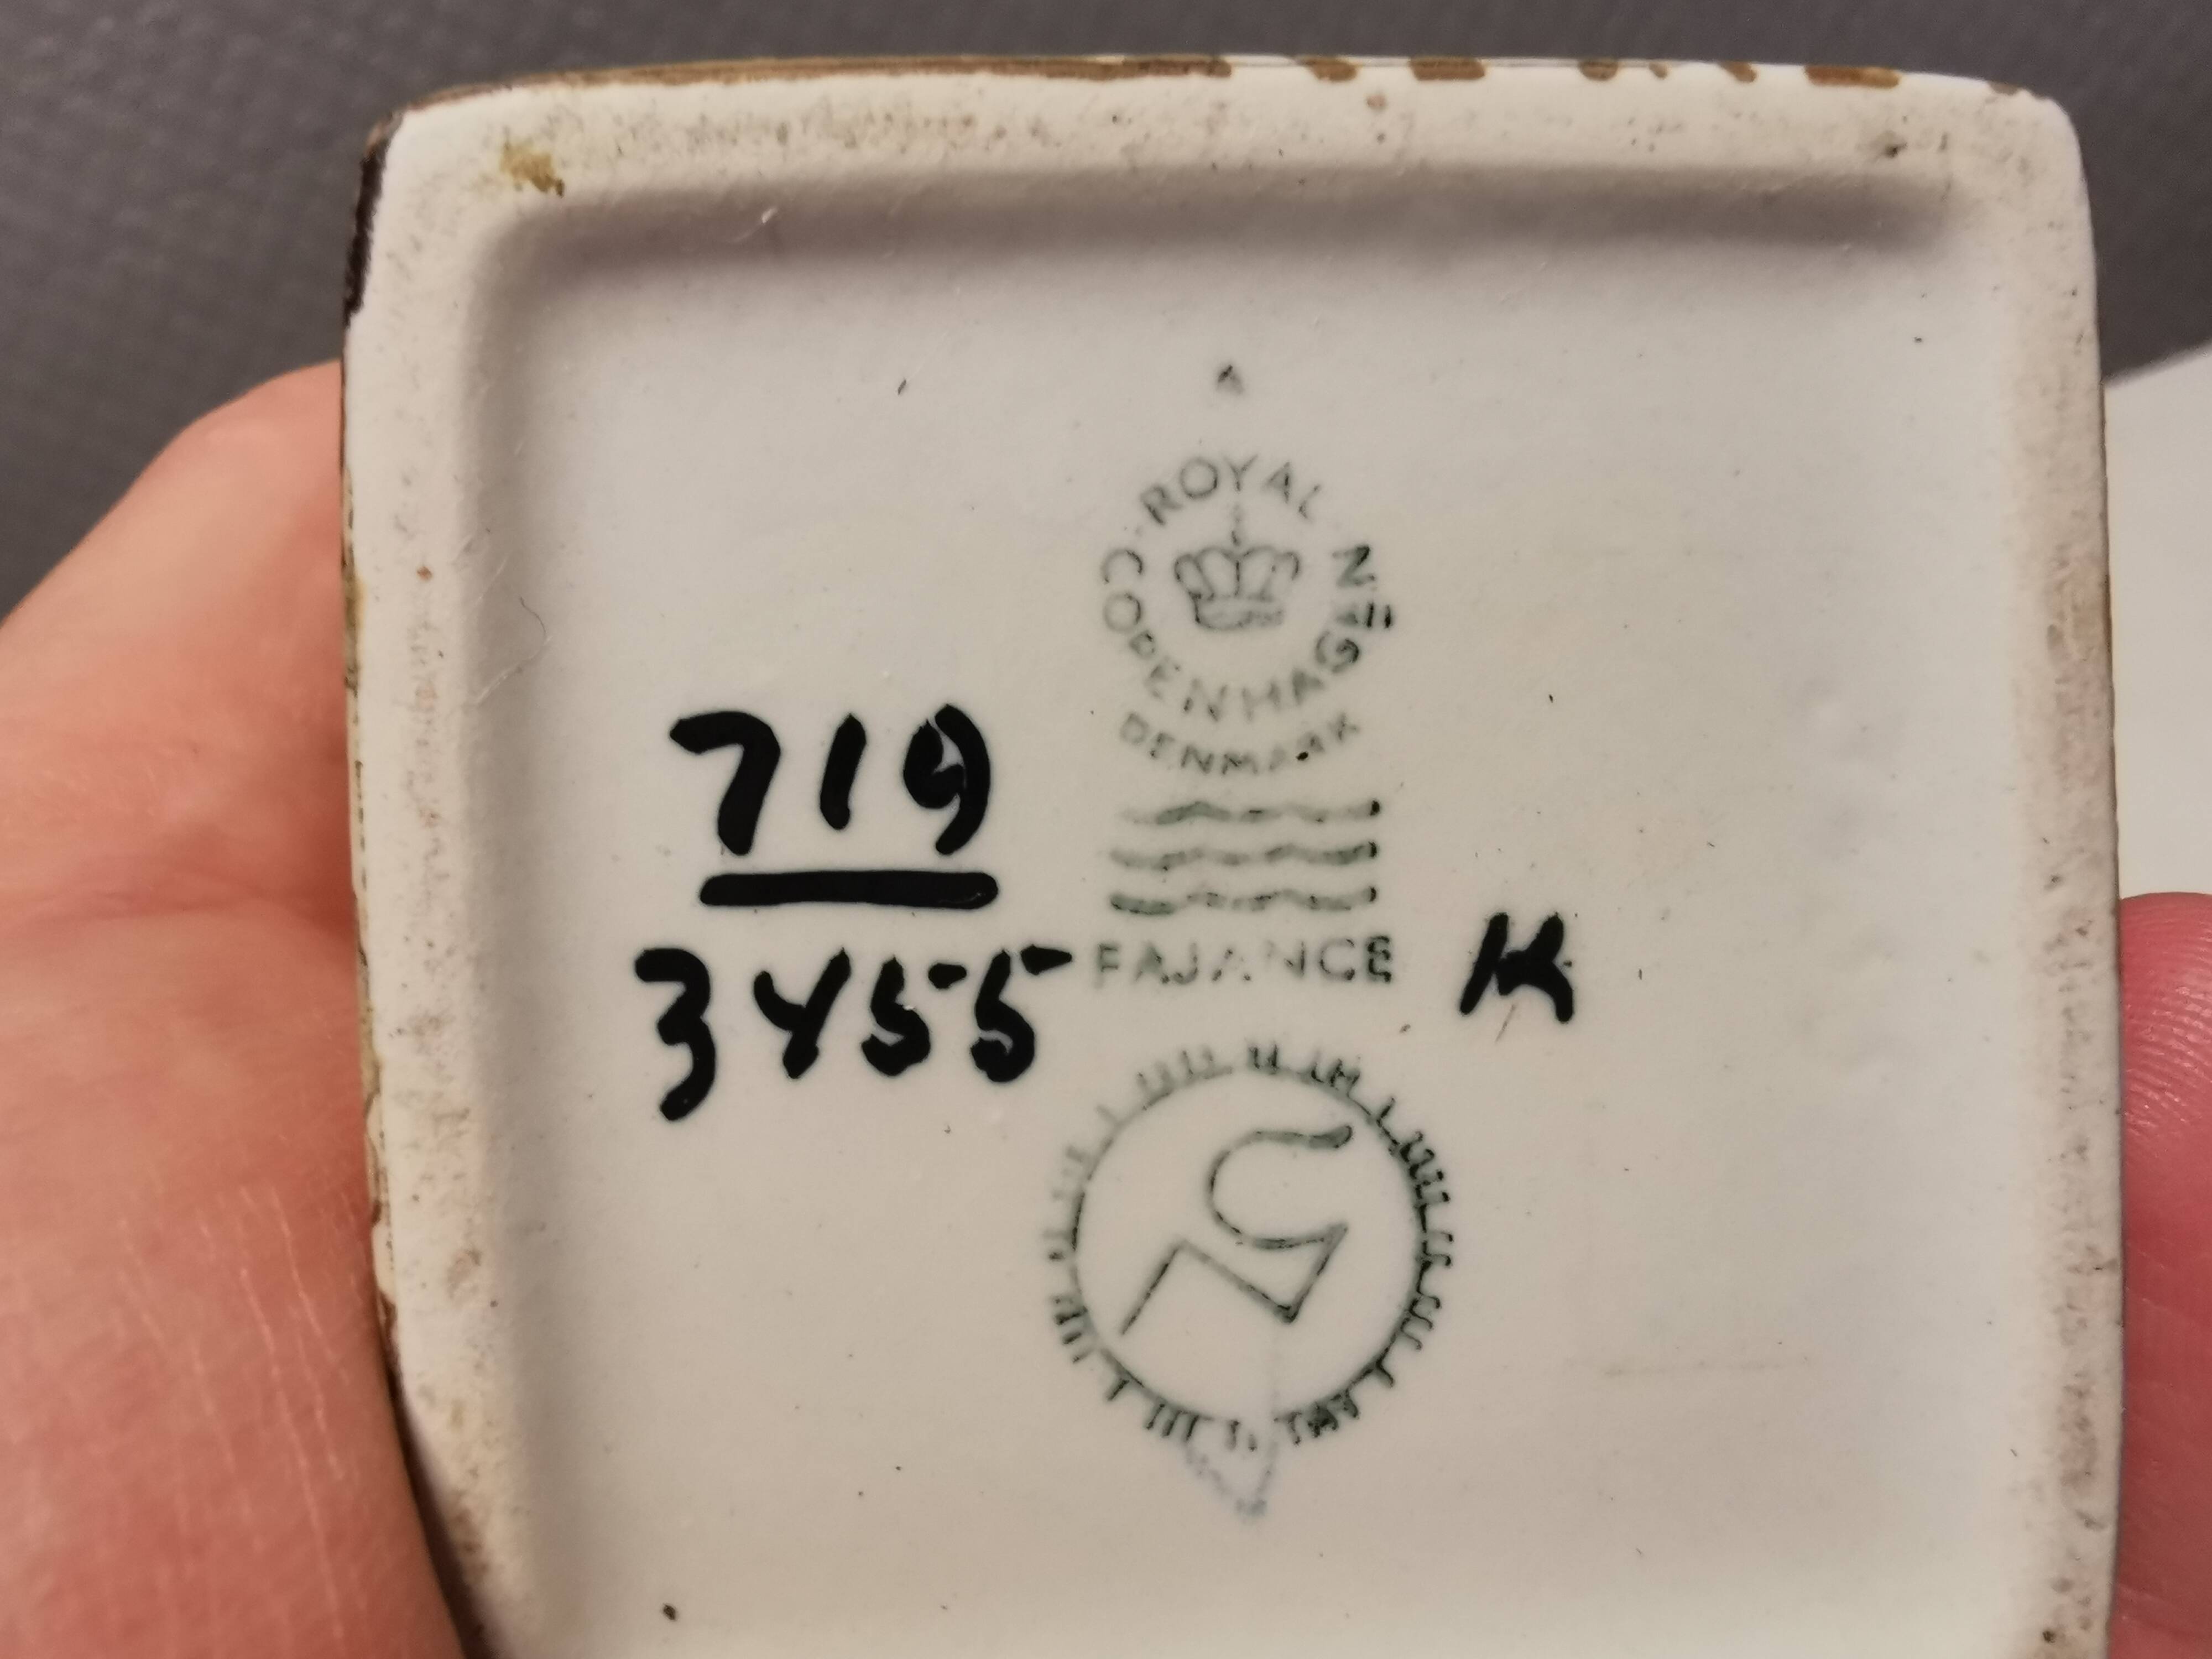 ROYAL
COPENHAGEN
DENMARK
719
3455
FAJANCE
K